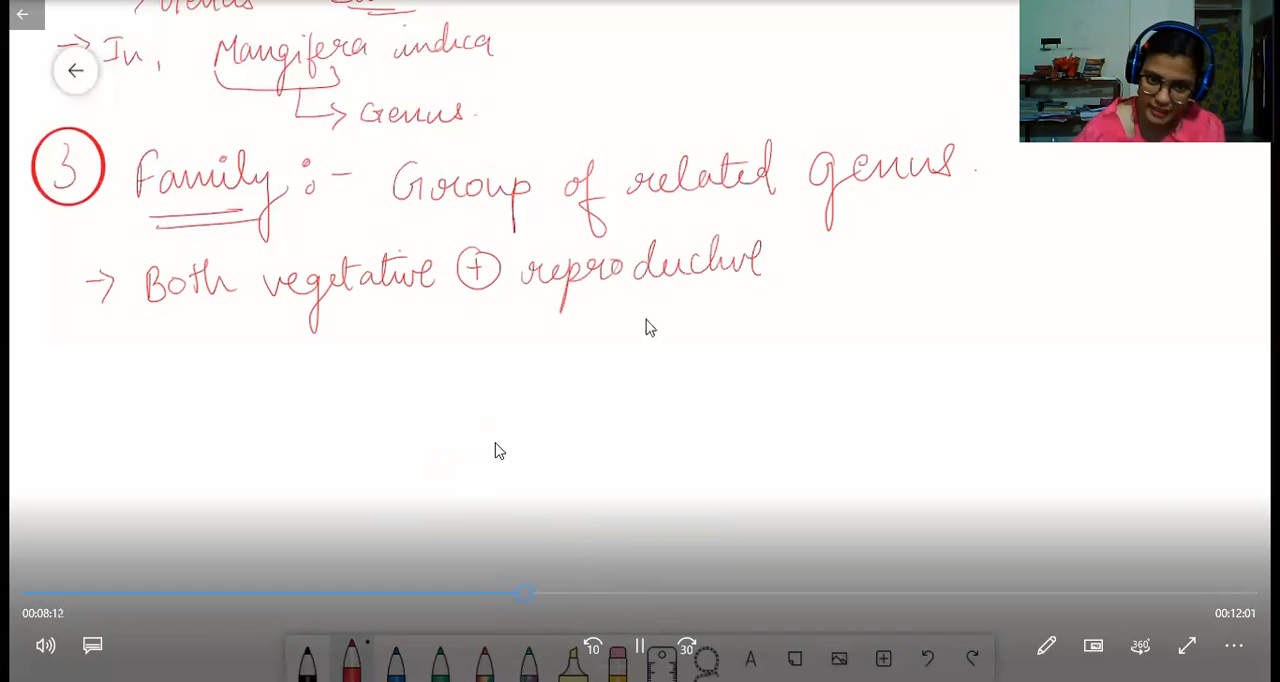 → In, Mangifera indica
→ Genus.
3 Family :- Group of related genus.
→ Both vegetative + reproductive
00:08:12
00:12:01
10
30
360
A